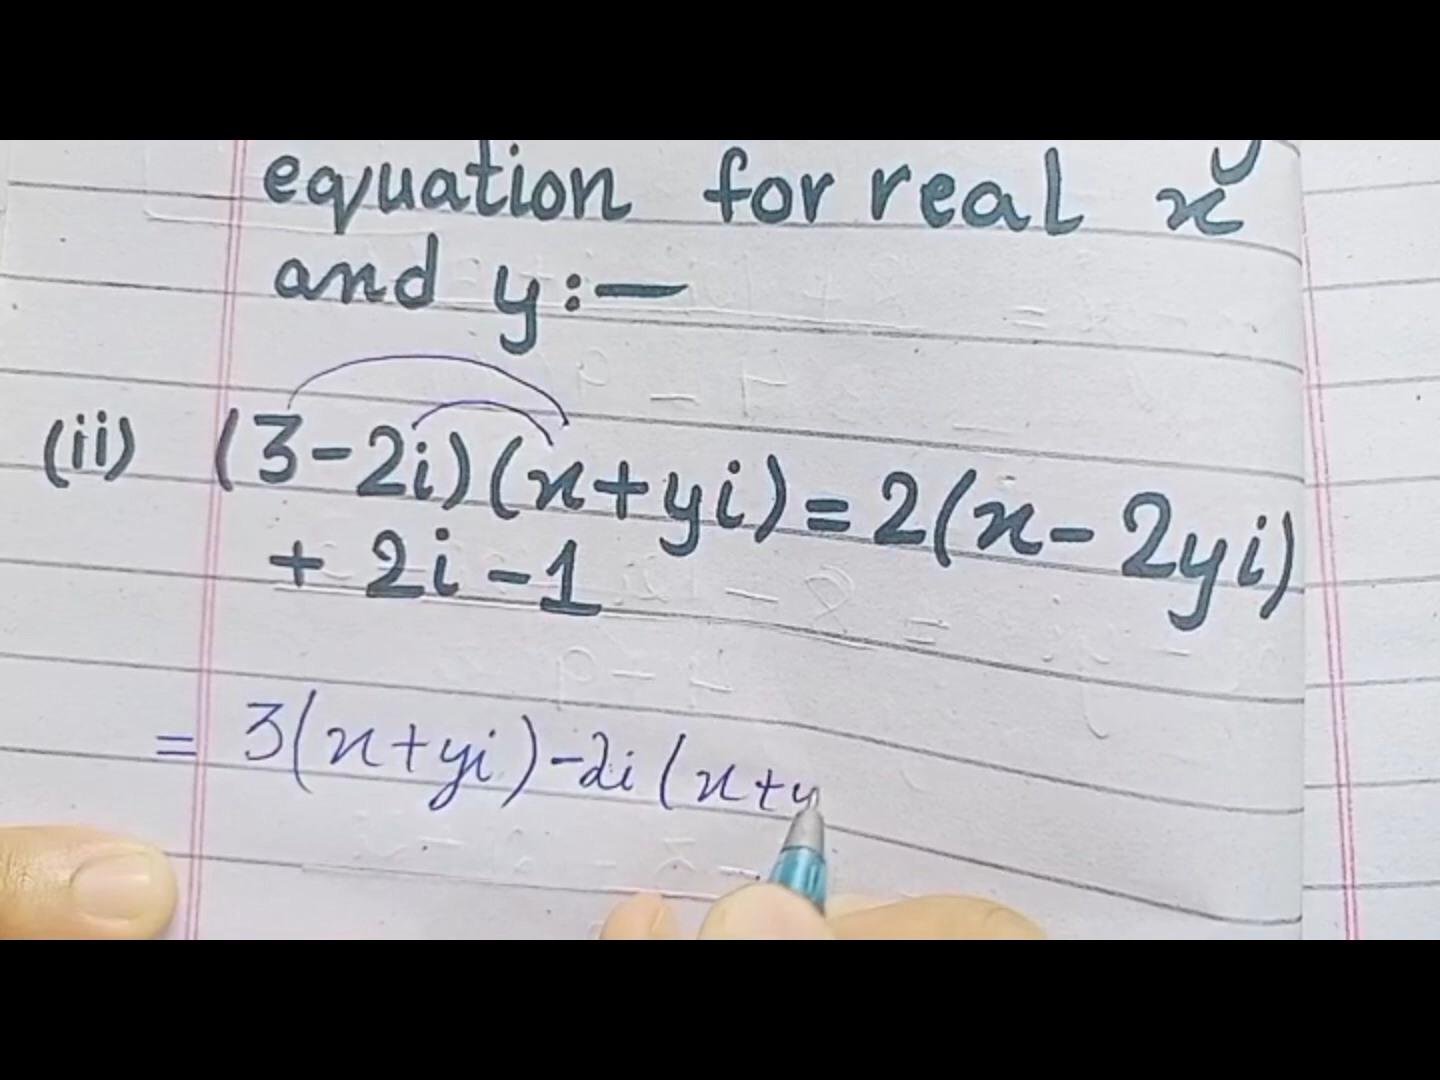 equation for real x
and y:—
(ii) (3-2i)(x+yi)=2(x-2yi)
+ 2i -1
= 3(x+yi)-2i(x+y